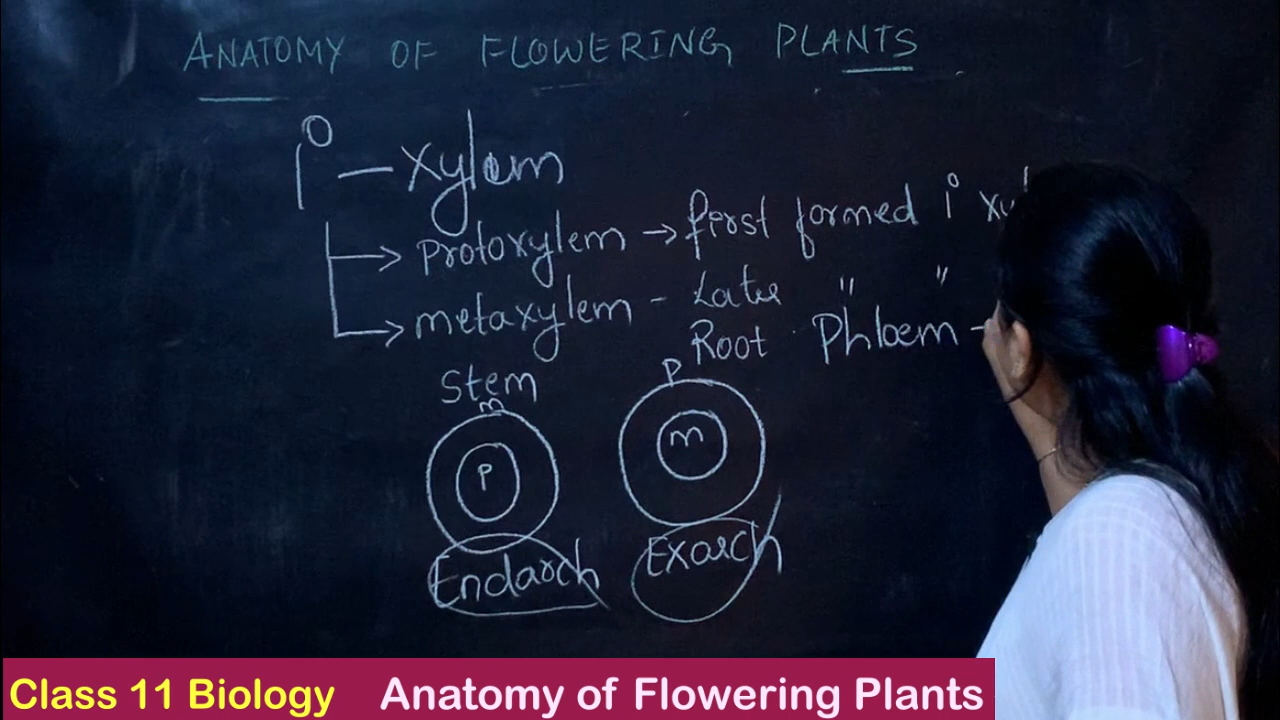 ANATOMY OF FLOWERING PLANTS
1° - xylem
Protoxylem → first formed 1°
metaxylem - Later " "
Root Phloem -
Stem
m
P
P
m
Endarch
Exarch
Class 11 Biology Anatomy of Flowering Plants